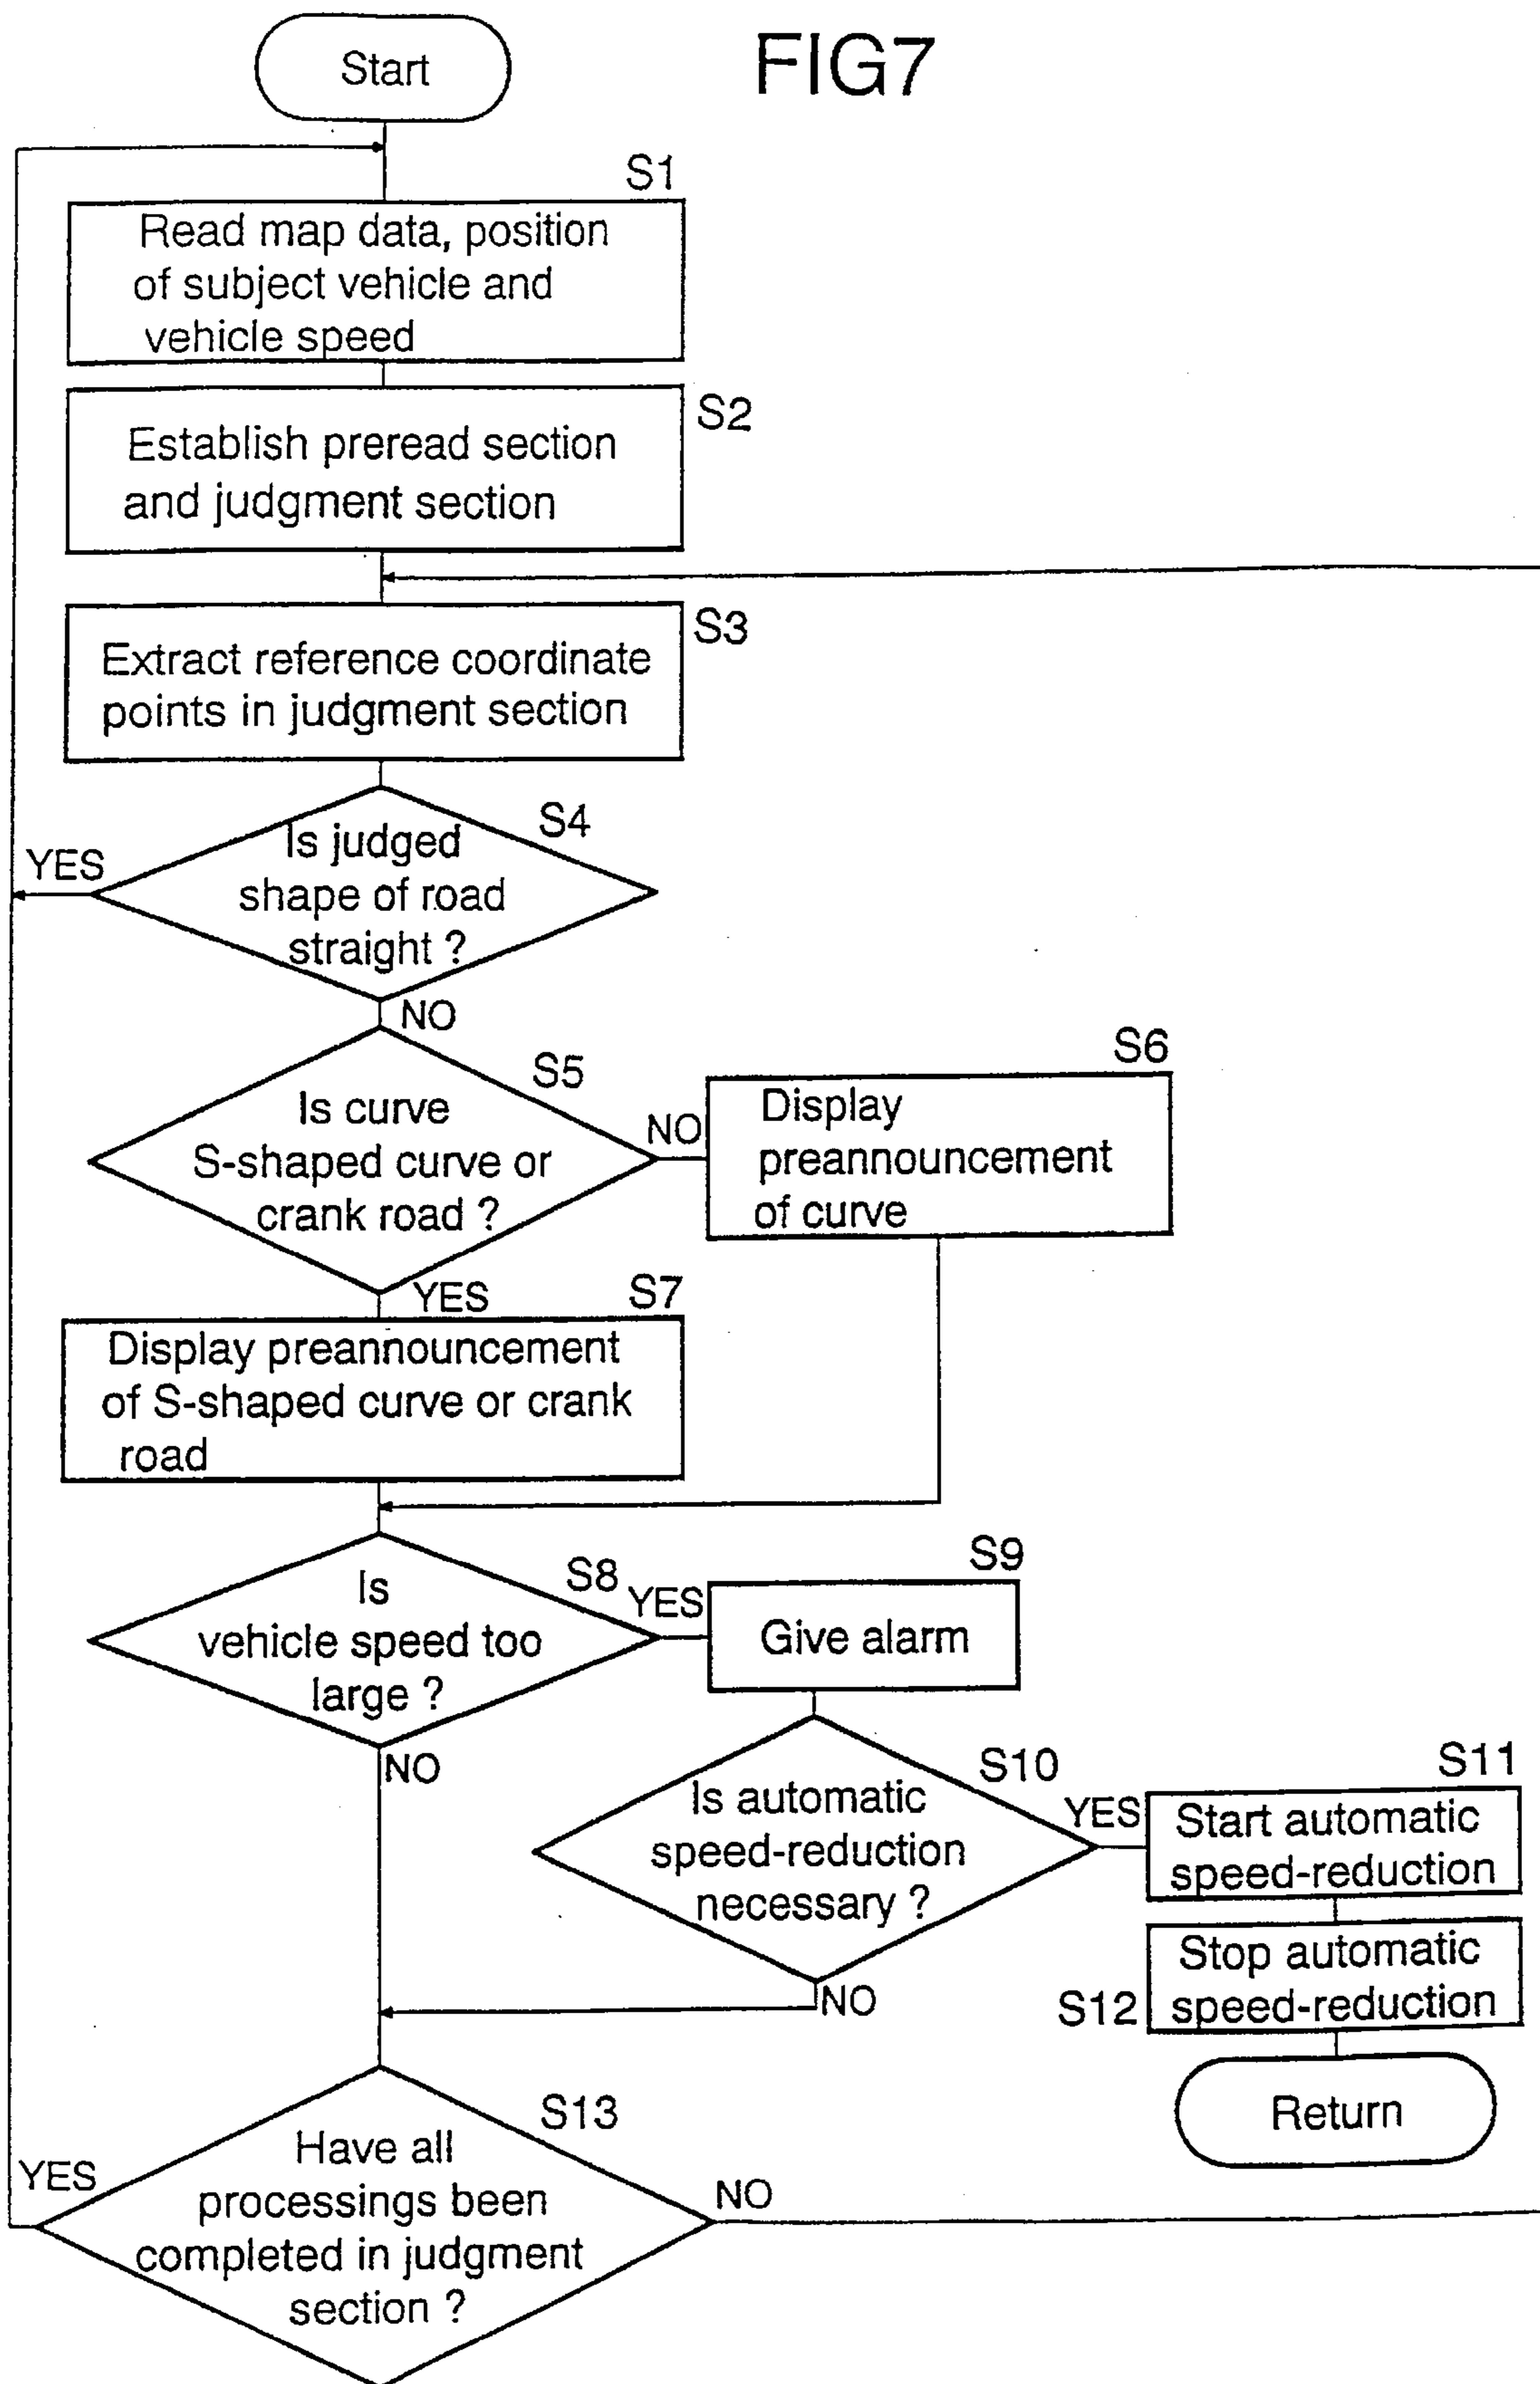 Start
FIG7
S1
Read map data, position
of subject vehicle and
vehicle speed
S2
Establish preread section
and judgment section
S3
Extract reference coordinate
points in judgment section
S4
Is judged
shape of road
straight ?
YES
NO
S5
Is curve
S-shaped curve or
crank road ?
NO
S6
Display
preannouncement
of curve
YES
S7
Display preannouncement
of S-shaped curve or crank
road
S8
Is
vehicle speed too
large ?
YES
S9
Give alarm
NO
S10
Is automatic
speed-reduction
necessary ?
YES
S11
Start automatic
speed-reduction
NO
S12
Stop automatic
speed-reduction
Return
S13
Have all
processings been
completed in judgment
section ?
YES
NO